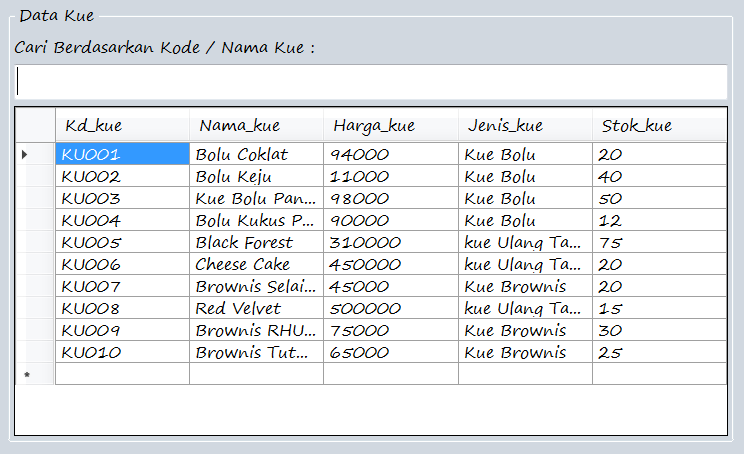 Data Kue
Cari Berdasarkan Kode / Nama Kue :
Kd_kue Nama_kue Harga_kue Jenis_kue Stok_kue
KU001 Bolu Coklat 94000 Kue Bolu 20
KU002 Bolu Keju 11000 Kue Bolu 40
KU003 Kue Bolu Pan... 98000 Kue Bolu 50
KU004 Bolu Kukus P... 90000 Kue Bolu 12
KU005 Black Forest 310000 kue Ulang Ta... 75
KU006 Cheese Cake 450000 kue Ulang Ta... 20
KU007 Brownis Selai... 45000 Kue Brownis 20
KU008 Red Velvet 500000 kue Ulang Ta... 15
KU009 Brownis RHU... 75000 Kue Brownis 30
KU010 Brownis Tut... 65000 Kue Brownis 25